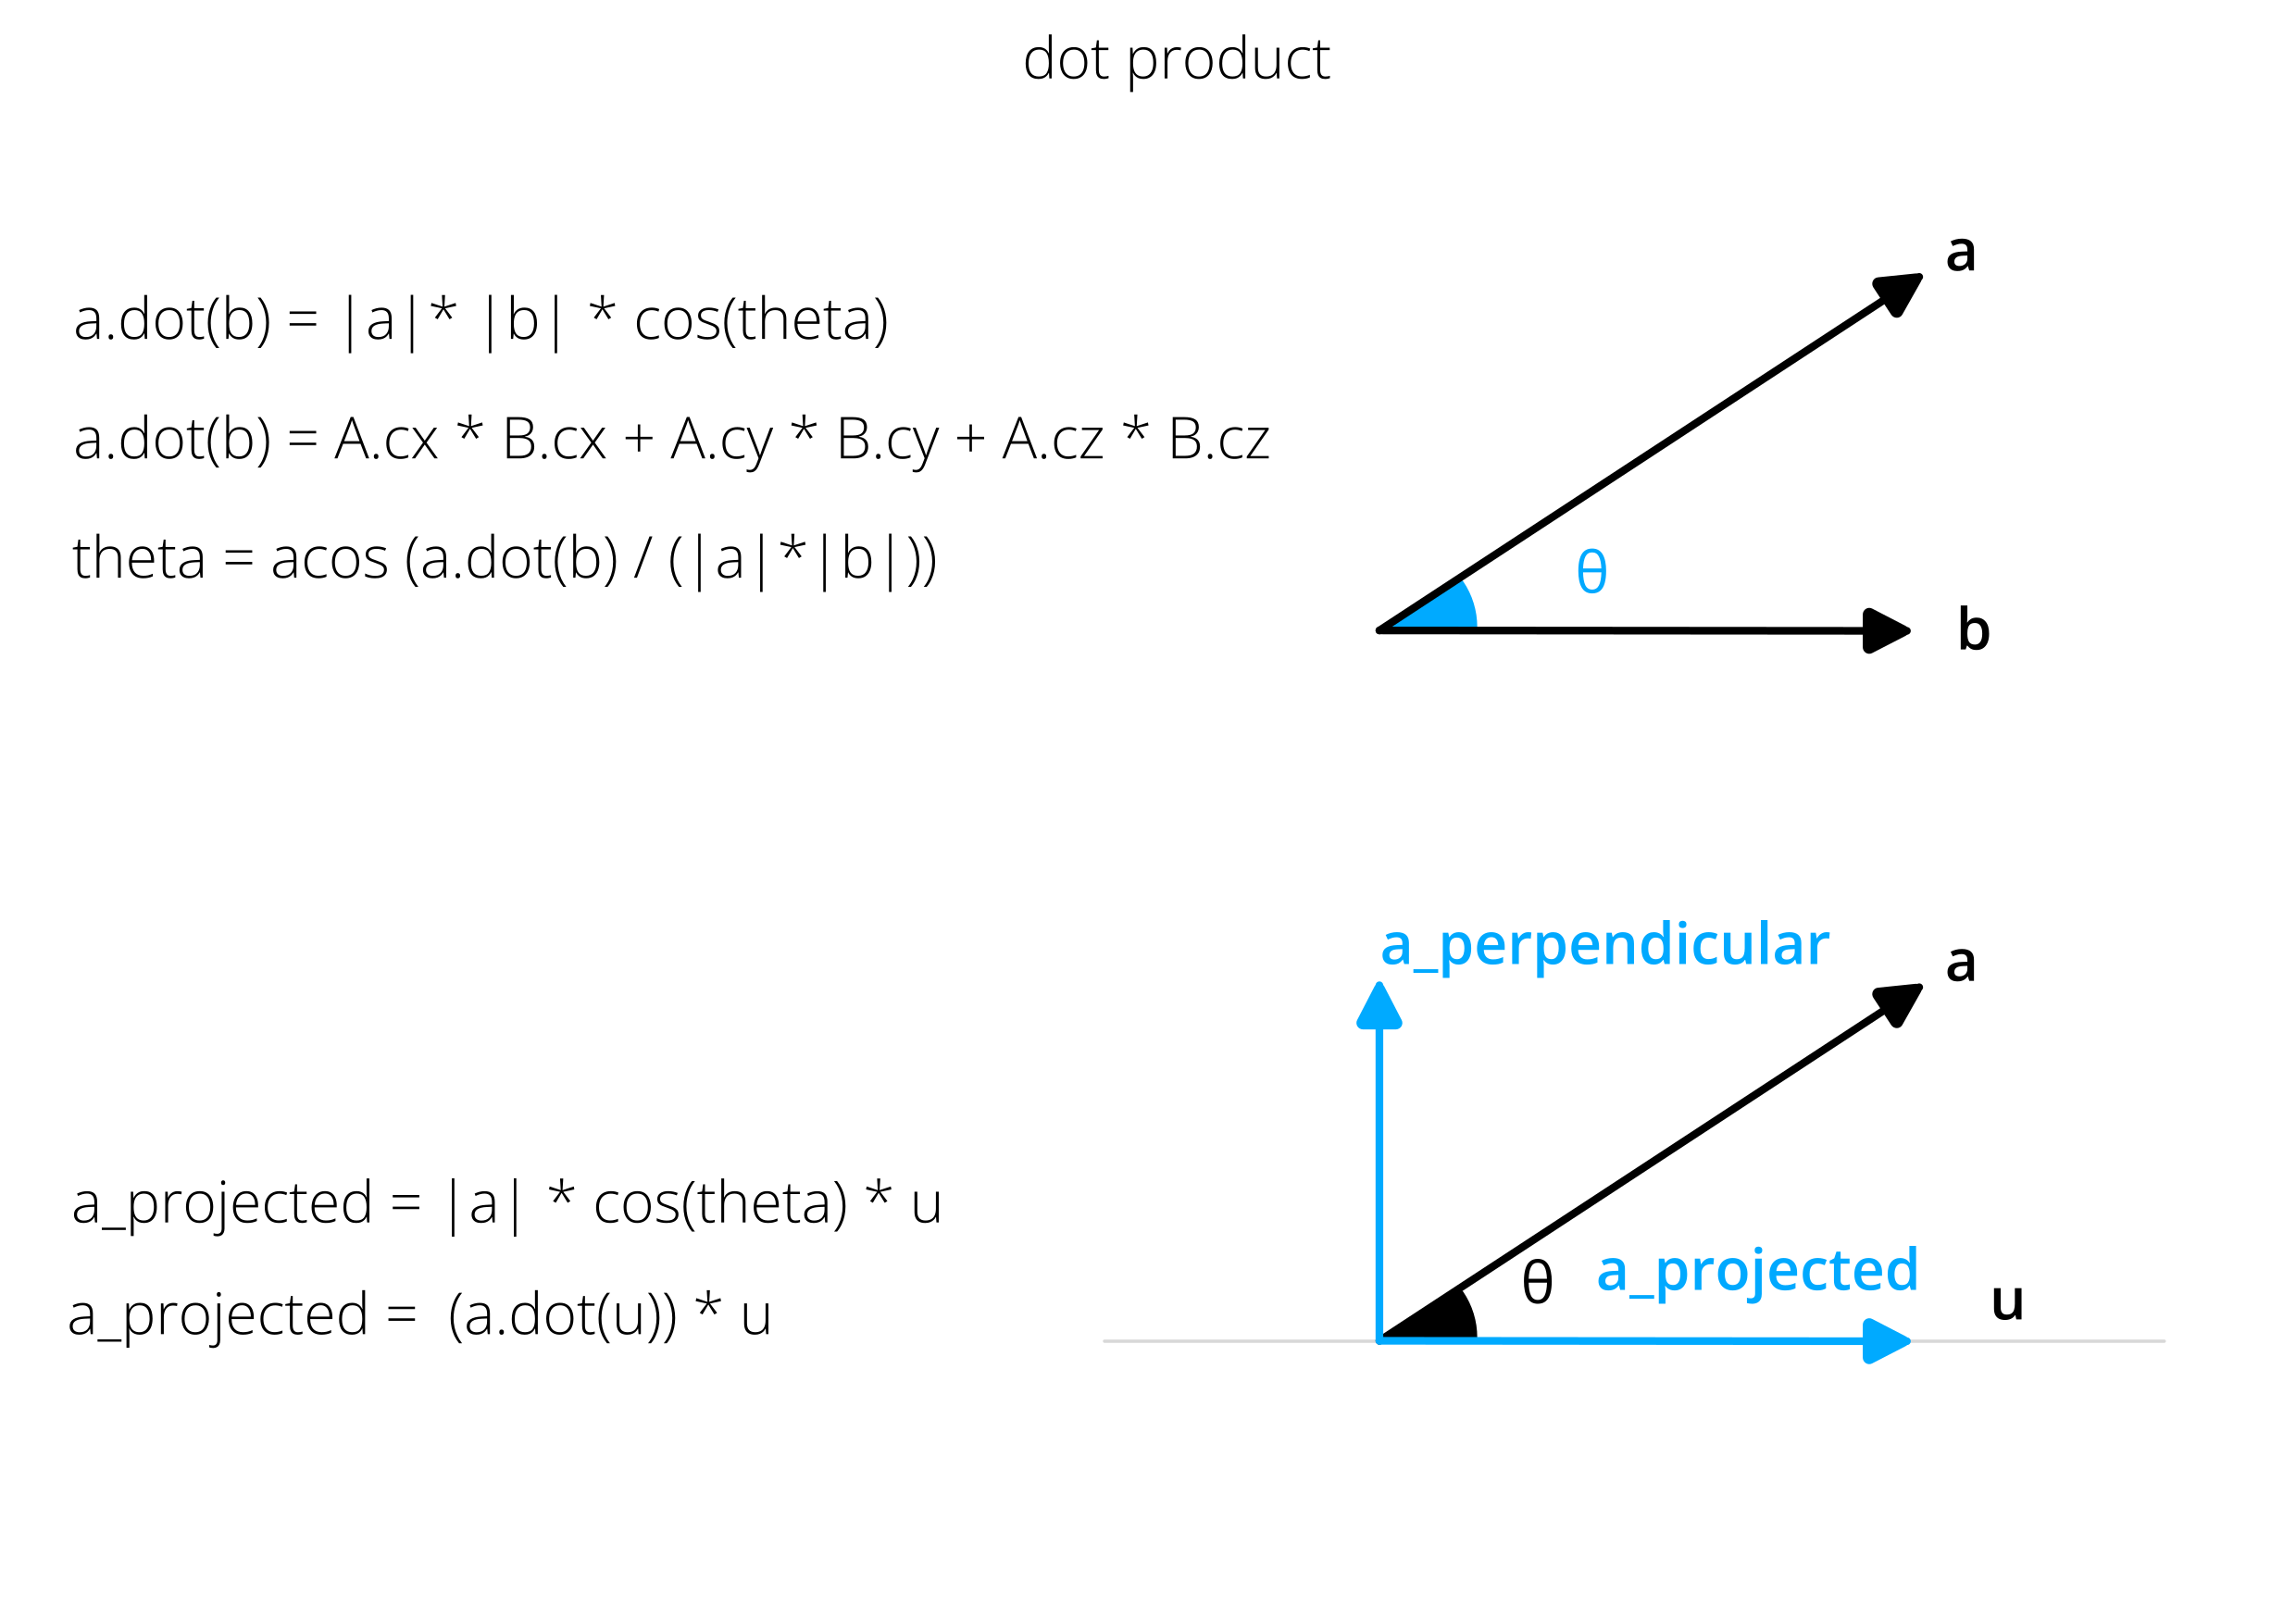 dot product
a.dot(b) = |a|* |b| * cos(theta)
a.dot(b) = A.cx * B.cx + A.cy * B.cy + A.cz * B.cz
theta = acos (a.dot(b) / (|a|*|b|))
a
θ
b
a_perpendicular
a
a_projected = |a| * cos(theta) * u
θ
a_projected
u
a_projected = (a.dot(u) * u